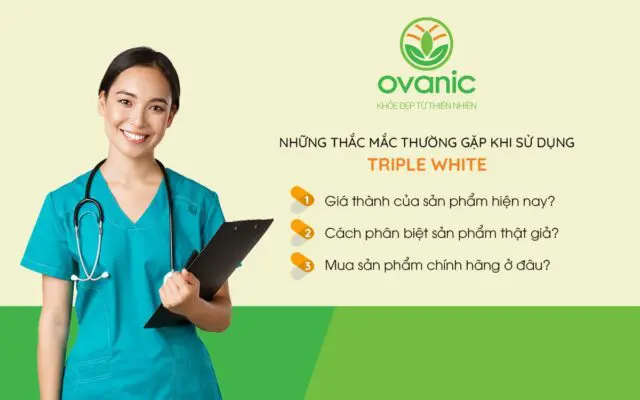 ovanic
KHỎE ĐẸP TỪ THIÊN NHIÊN
NHỮNG THẮC MẮC THƯỜNG GẶP KHI SỬ DỤNG
TRIPLE WHITE
1 Giá thành của sản phẩm hiện nay?
2 Cách phân biệt sản phẩm thật giả?
3 Mua sản phẩm chính hãng ở đâu?